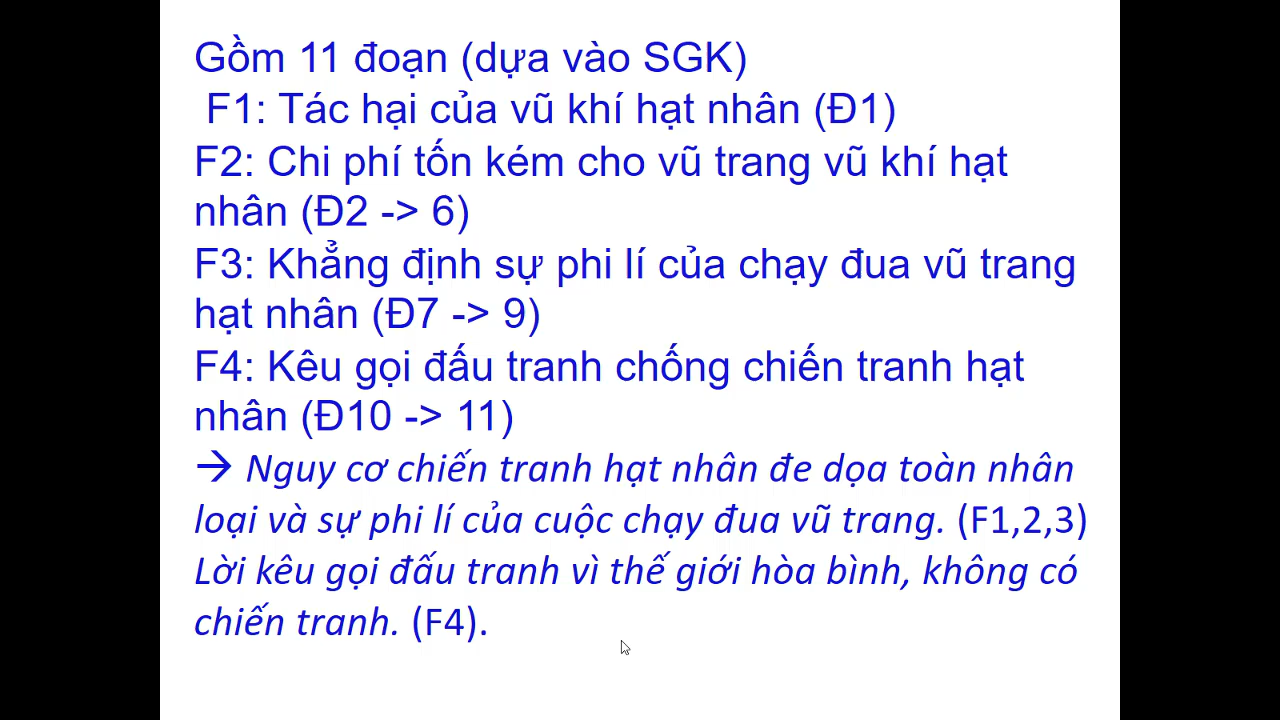 Gồm 11 đoạn (dựa vào SGK)
F1: Tác hại của vũ khí hạt nhân (Đ1)
F2: Chi phí tốn kém cho vũ trang vũ khí hạt
nhân (Đ2 -> 6)
F3: Khẳng định sự phi lí của chạy đua vũ trang
hạt nhân (Đ7 -> 9)
F4: Kêu gọi đấu tranh chống chiến tranh hạt
nhân (Đ10 -> 11)
→ Nguy cơ chiến tranh hạt nhân đe dọa toàn nhân
loại và sự phi lí của cuộc chạy đua vũ trang. (F1,2,3)
Lời kêu gọi đấu tranh vì thế giới hòa bình, không có
chiến tranh. (F4).